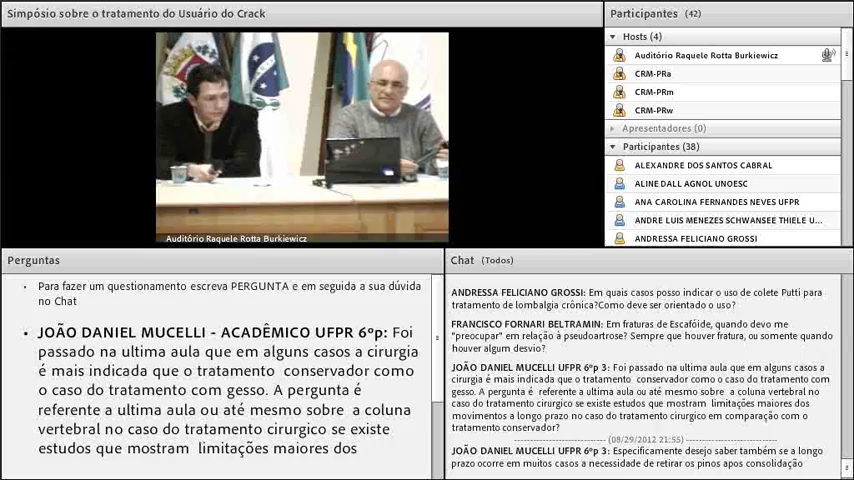 Simpósio sobre o tratamento do Usuário do Crack
Auditório Raquele Rotta Burkiewicz
Participantes (42)
Hosts (4)
Auditório Raquele Rotta Burkiewicz
CRM-PRa
CRM-PRm
CRM-PRw
Apresentadores (0)
Participantes (38)
ALEXANDRE DOS SANTOS CABRAL
ALINE DALL AGNOL UNOESC
ANA CAROLINA FERNANDES NEVES UFPR
ANDRE LUIS MENEZES SCHWANSEE THIELE U...
ANDRESSA FELICIANO GROSSI
Perguntas
• Para fazer um questionamento escreva PERGUNTA e em seguida a sua dúvida
no Chat
• JOÃO DANIEL MUCELLI - ACADÊMICO UFPR 6ºp: Foi
passado na ultima aula que em alguns casos a cirurgia
é mais indicada que o tratamento conservador como
o caso do tratamento com gesso. A pergunta é
referente a ultima aula ou até mesmo sobre a coluna
vertebral no caso do tratamento cirurgico se existe
estudos que mostram limitações maiores dos
Chat (Todos)
ANDRESSA FELICIANO GROSSI: Em quais casos posso indicar o uso de colete Putti para
tratamento de lombalgia crônica?Como deve ser orientado o uso?
FRANCISCO FORNARI BELTRAMIN: Em fraturas de Escafóide, quando devo me
"preocupar" em relação à pseudoartrose? Sempre que houver fratura, ou somente quando
houver algum desvio?
JOÃO DANIEL MUCELLI UFPR 6ºp 3: Foi passado na ultima aula que em alguns casos a
cirurgia é mais indicada que o tratamento conservador como o caso do tratamento com
gesso. A pergunta é referente a ultima aula ou até mesmo sobre a coluna vertebral no
caso do tratamento cirurgico se existe estudos que mostram limitações maiores dos
movimentos a longo prazo no caso do tratamento cirurgico em comparação com o
tratamento conservador?
(08/29/2012 21:55)
JOÃO DANIEL MUCELLI UFPR 6ºp 3: Especificamente desejo saber também se a longo
prazo ocorre em muitos casos a necessidade de retirar os pinos apos consolidação